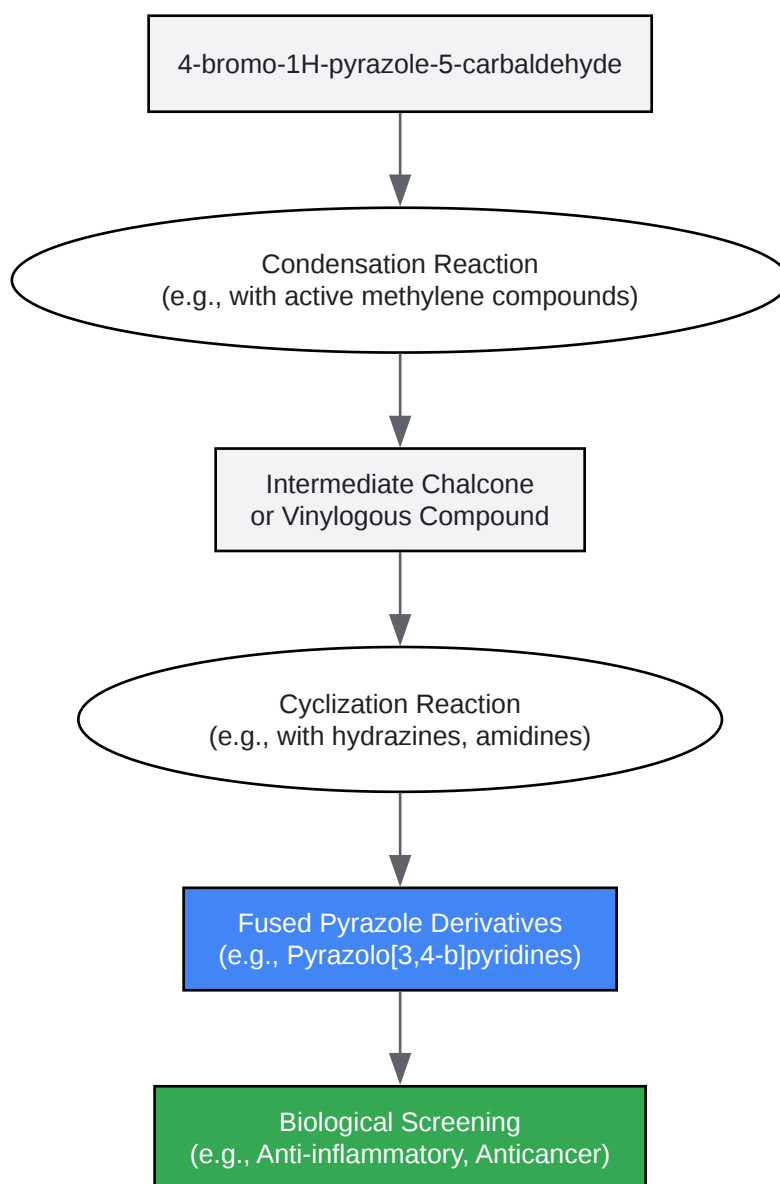 4-bromo-1H-pyrazole-5-carbaldehyde
Condensation Reaction
(e.g., with active methylene compounds)
Intermediate Chalcone
or Vinylogous Compound
Cyclization Reaction
(e.g., with hydrazines, amidines)
Fused Pyrazole Derivatives
(e.g., Pyrazolo[3,4-b]pyridines)
Biological Screening
(e.g., Anti-inflammatory, Anticancer)